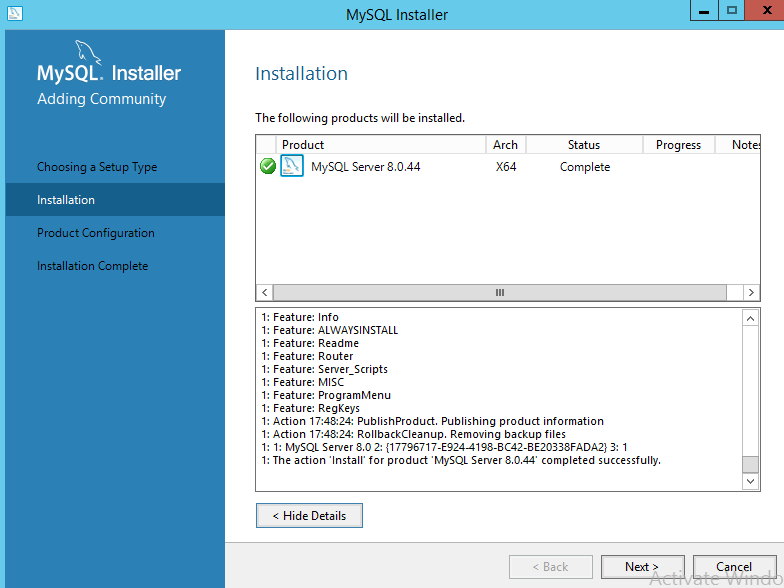 MySQL Installer
MySQL. Installer
Adding Community
Choosing a Setup Type
Installation
Product Configuration
Installation Complete
Installation
The following products will be installed.
Product Arch Status Progress Notes
MySQL Server 8.0.44 X64 Complete
1: Feature: Info
1: Feature: ALWAYSINSTALL
1: Feature: Readme
1: Feature: Router
1: Feature: Server_Scripts
1: Feature: MISC
1: Feature: ProgramMenu
1: Feature: RegKeys
1: Action 17:48:24: PublishProduct. Publishing product information
1: Action 17:48:24: RollbackCleanup. Removing backup files
1: 1: MySQL Server 8.0 2: {17796717-E924-4198-BC42-BE20338FADA2} 3: 1
1: The action 'Install' for product 'MySQL Server 8.0.44' completed successfully.
< Hide Details
< Back Next > Cancel
Activate Windo